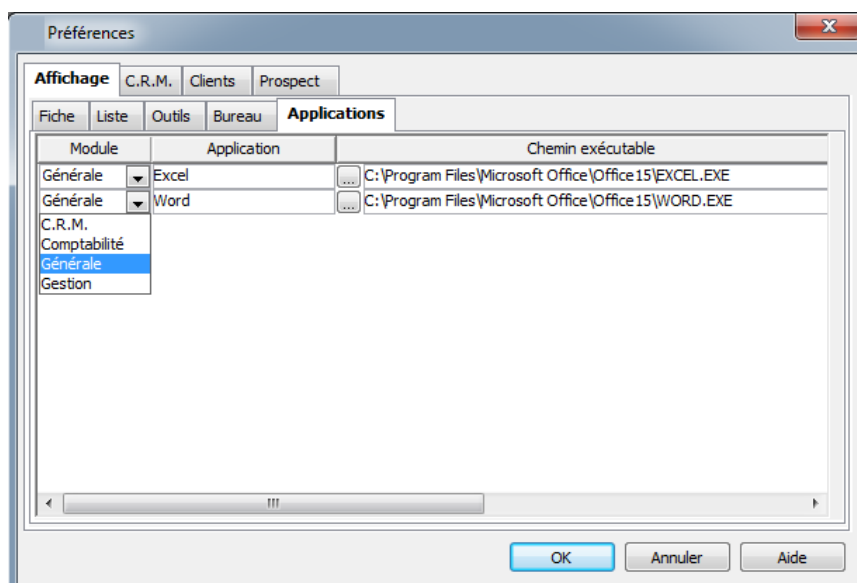 Préférences
Affichage C.R.M. Clients Prospect
Fiche Liste Outils Bureau Applications
Module Application Chemin exécutable
Générale Excel ... C:\Program Files\Microsoft Office\Office15\EXCEL.EXE
Générale Word ... C:\Program Files\Microsoft Office\Office15\WORD.EXE
C.R.M.
Comptabilité
Générale
Gestion
OK Annuler Aide